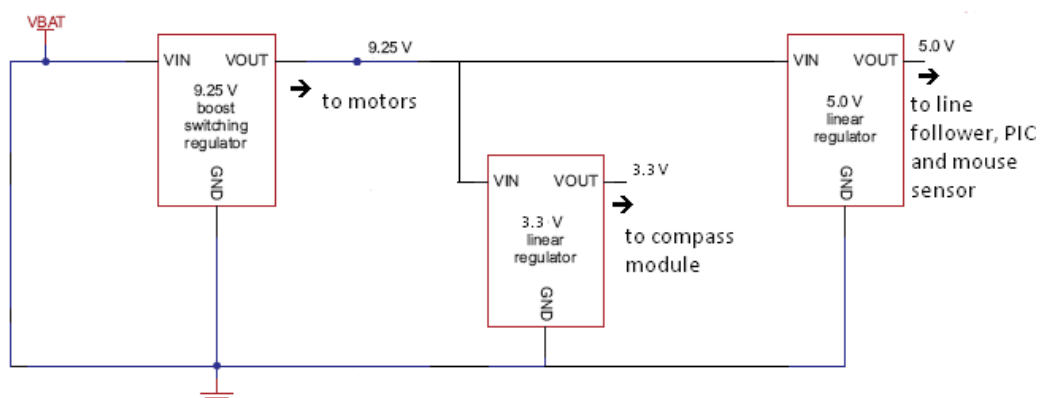 VBAT
VIN VOUT
9.25 V
boost
switching
regulator
GND
9.25 V
to motors
VIN VOUT
3.3 V
linear
regulator
GND
3.3 V
to compass
module
VIN VOUT
5.0 V
linear
regulator
GND
5.0 V
to line
follower, PIC
and mouse
sensor